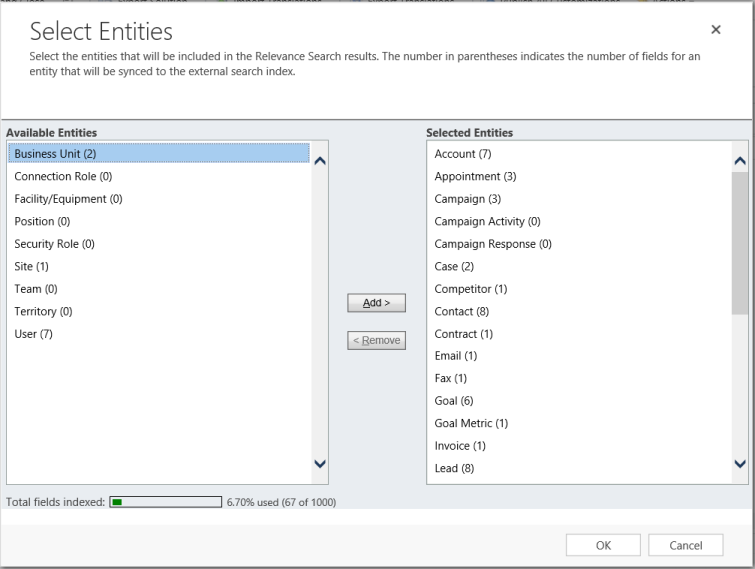 Select Entities
Select the entities that will be included in the Relevance Search results. The number in parentheses indicates the number of fields for an
entity that will be synced to the external search index.
Available Entities
Business Unit (2)
Connection Role (0)
Facility/Equipment (0)
Position (0)
Security Role (0)
Site (1)
Team (0)
Territory (0)
User (7)
Add >
< Remove
Selected Entities
Account (7)
Appointment (3)
Campaign (3)
Campaign Activity (0)
Campaign Response (0)
Case (2)
Competitor (1)
Contact (8)
Contract (1)
Email (1)
Fax (1)
Goal (6)
Goal Metric (1)
Invoice (1)
Lead (8)
Total fields indexed: 6.70% used (67 of 1000)
OK Cancel